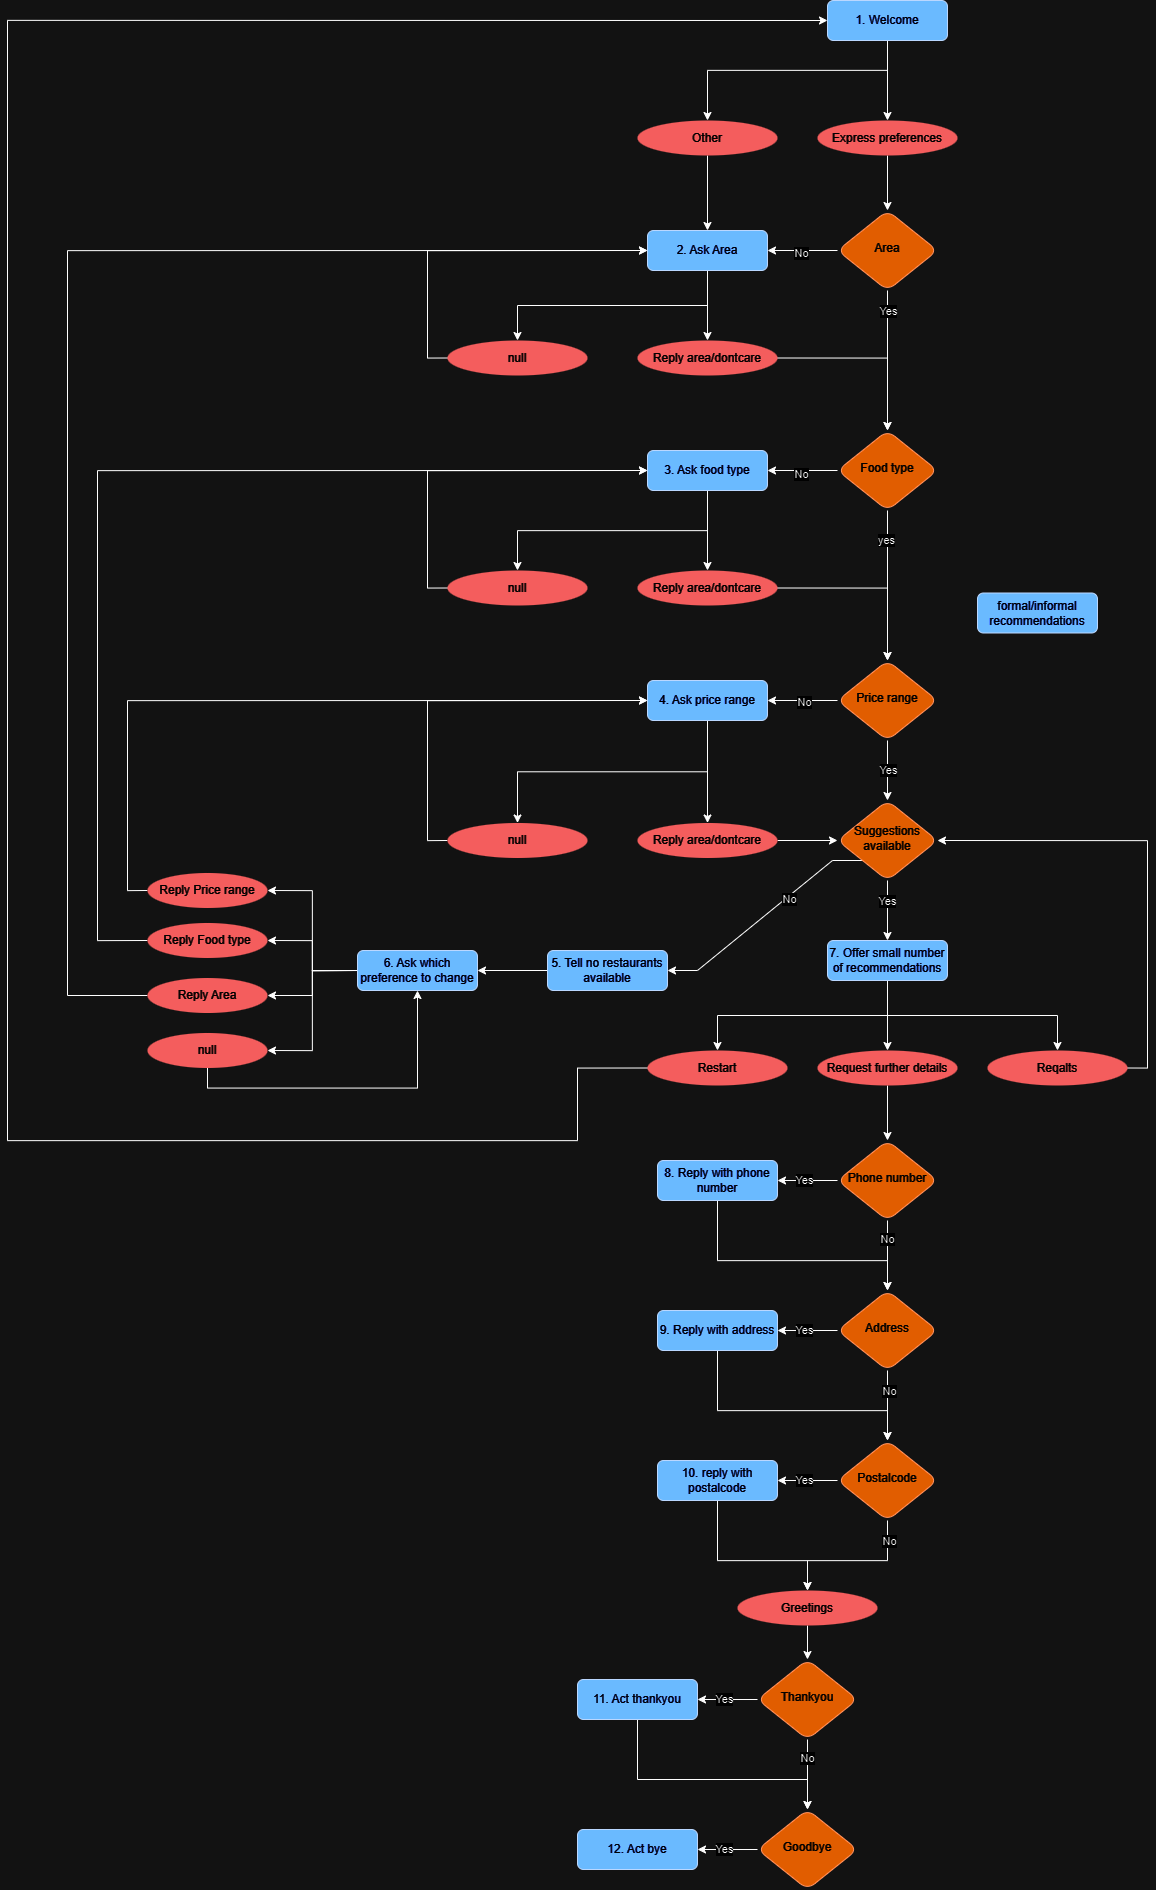 1. Welcome
Other
Express preferences
2. Ask Area
No
Area
Yes
null
Reply area/dontcare
3. Ask food type
No
Food type
yes
null
Reply area/dontcare
formal/informal
recommendations
4. Ask price range
No
Price range
Yes
null
Reply area/dontcare
Suggestions
available
Reply Price range
No
Yes
Reply Food type
6. Ask which
preference to change
5. Tell no restaurants
available
7. Offer small number
of recommendations
Reply Area
null
Restart
Request further details
Reqalts
8. Reply with phone
number
Yes
Phone number
No
9. Reply with address
Yes
Address
No
10. reply with
postalcode
Yes
Postalcode
No
Greetings
11. Act thankyou
Yes
Thankyou
No
12. Act bye
Yes
Goodbye